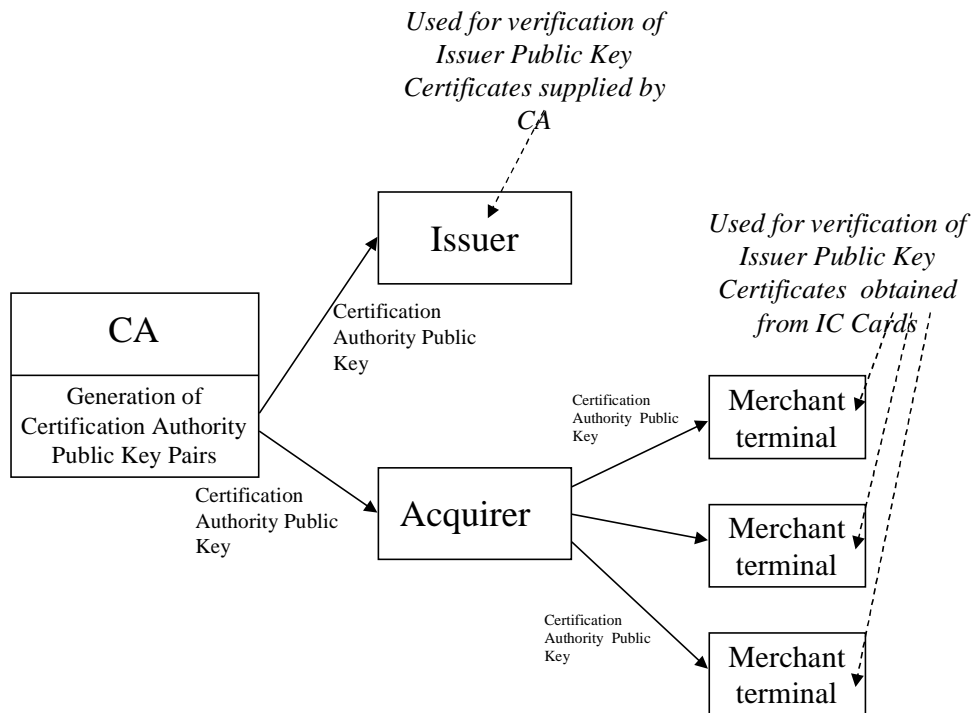 Used for verification of
Issuer Public Key
Certificates supplied by
CA
Issuer
Used for verification of
Issuer Public Key
Certificates obtained
from IC Cards
Certification
Authority Public
Key
CA
Generation of
Certification Authority
Public Key Pairs
Certification
Authority Public
Key
Acquirer
Certification
Authority Public
Key
Merchant
terminal
Merchant
terminal
Certification
Authority Public
Key
Merchant
terminal